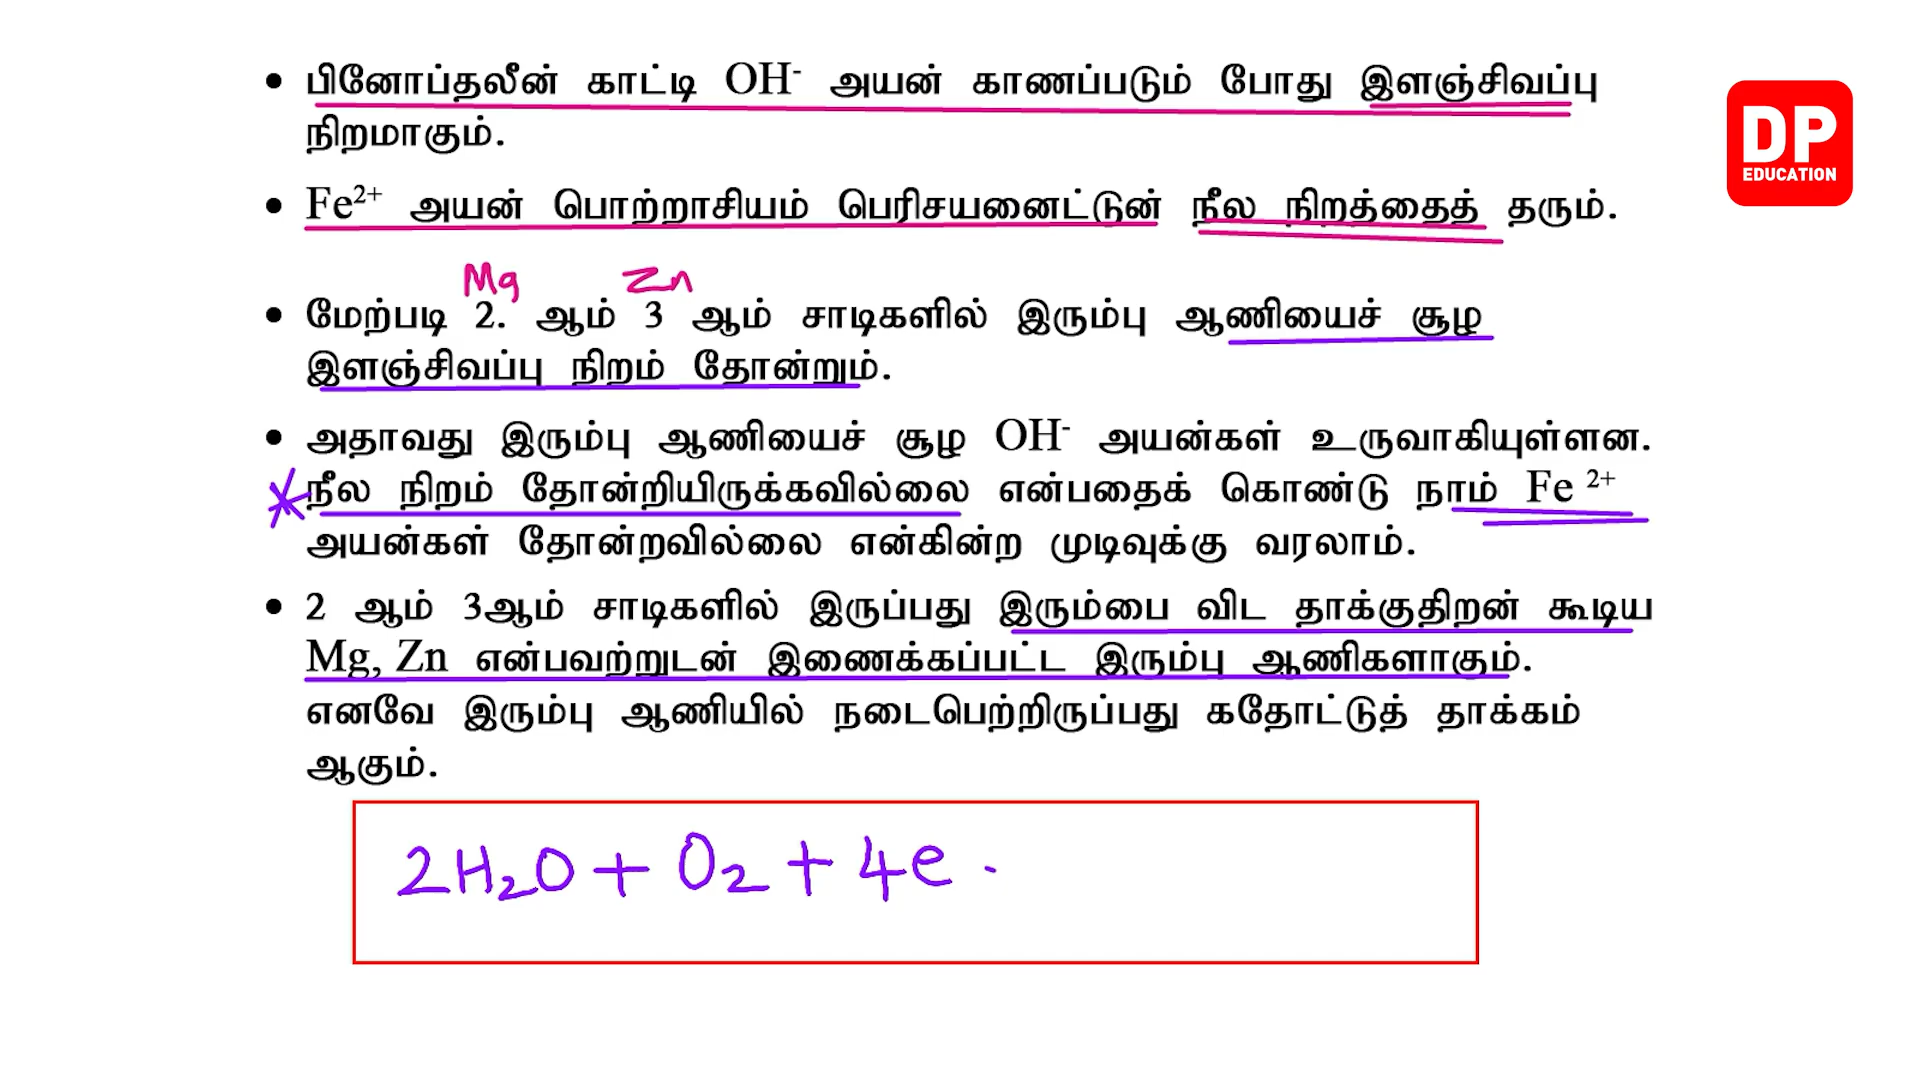 • பினோப்தலீன் காட்டி OH- அயன் காணப்படும் போது இளஞ்சிவப்பு
நிறமாகும்.
DP
EDUCATION
• Fe2+ அயன் பொற்றாசியம் பெரிசயனைட்டுன் நீல நிறத்தைத் தரும்.
Mg Zn
• மேற்படி 2. ஆம் 3 ஆம் சாடிகளில் இரும்பு ஆணியைச் சூழ
இளஞ்சிவப்பு நிறம் தோன்றும்.
• அதாவது இரும்பு ஆணியைச் சூழ OH- அயன்கள் உருவாகியுள்ளன.
நீல நிறம் தோன்றியிருக்கவில்லை என்பதைக் கொண்டு நாம் Fe 2+
அயன்கள் தோன்றவில்லை என்கின்ற முடிவுக்கு வரலாம்.
• 2 ஆம் 3ஆம் சாடிகளில் இருப்பது இரும்பை விட தாக்குதிறன் கூடிய
Mg, Zn என்பவற்றுடன் இணைக்கப்பட்ட இரும்பு ஆணிகளாகும்.
எனவே இரும்பு ஆணியில் நடைபெற்றிருப்பது கதோட்டுத் தாக்கம்
ஆகும்.
2H2O + O2 + 4e